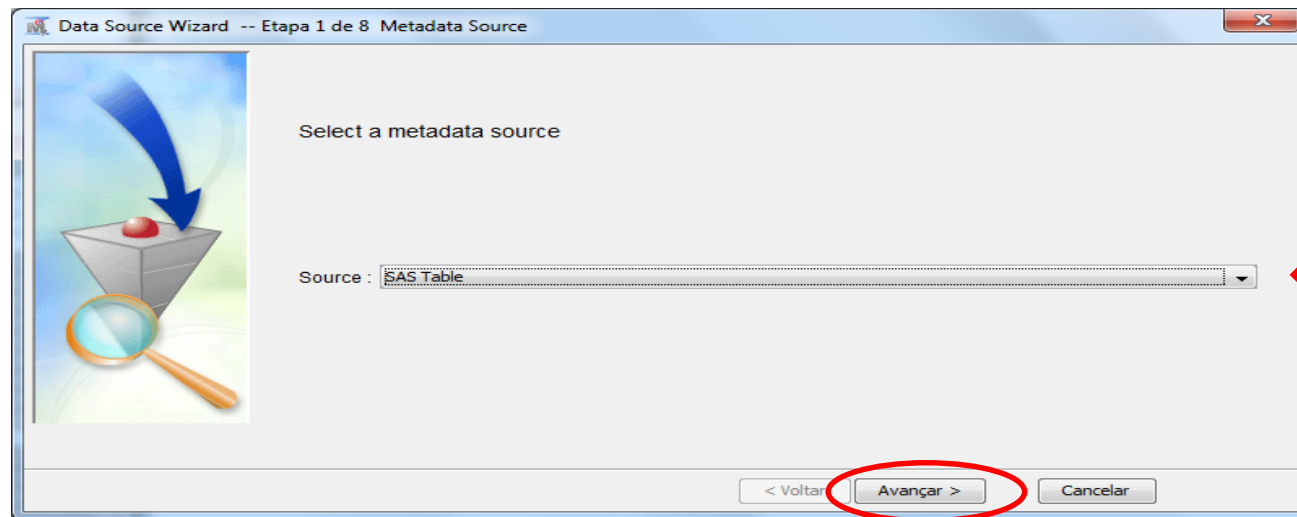 Data Source Wizard -- Etapa 1 de 8 Metadata Source
Select a metadata source
Source : SAS Table
< Voltar Avançar > Cancelar